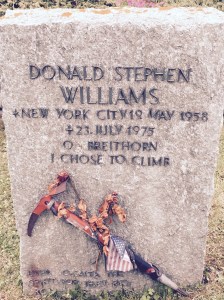 DONALD STEPHEN
WILLIAMS
*NEW YORK CITY 19 MAY 1958
+23. JULY 1975
O. BREITHORN
I CHOSE TO CLIMB